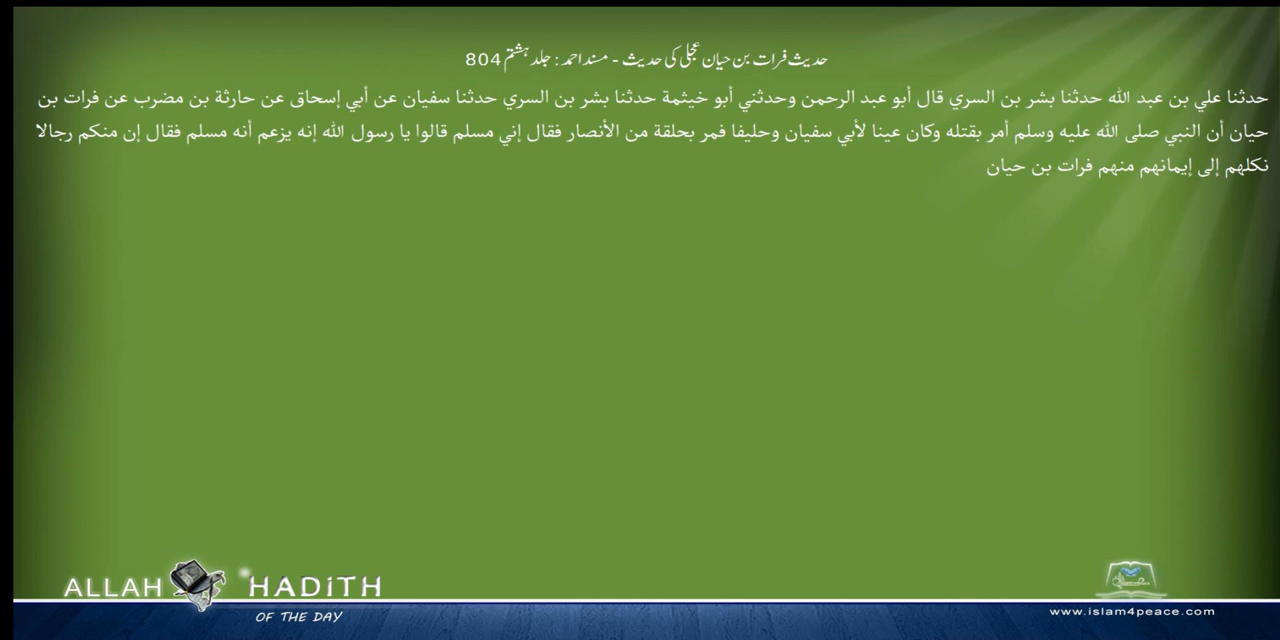 حدیث فرات بن حیان عجلی کی حدیث - مسند احمد : جلد ہشتم 804
حدثنا علي بن عبد الله حدثنا بشر بن السري قال أبو عبد الرحمن وحدثني أبو خيثمة حدثنا بشر بن السري حدثنا سفيان عن أبي إسحاق عن حارثة بن مضرب عن فرات بن
حيان أن النبي صلى الله عليه وسلم أمر بقتله وكان عينا لأبي سفيان وحليفا فمر بحلقة من الأنصار فقال إني مسلم قالوا يا رسول الله إنه يزعم أنه مسلم فقال إن منكم رجالا
نكلهم إلى إيمانهم منهم فرات بن حيان
ALLAH HADITH
OF THE DAY
www.islam4peace.com